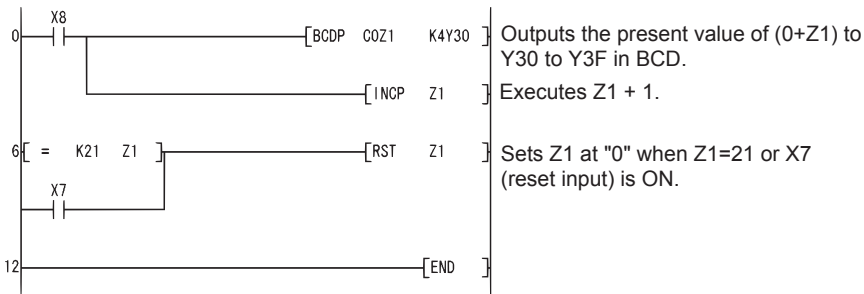 X8
0 BCDP C0Z1 K4Y30 Outputs the present value of (0+Z1) to
Y30 to Y3F in BCD.
INCP Z1 Executes Z1 + 1.
6 = K21 Z1 RST Z1 Sets Z1 at "0" when Z1=21 or X7
(reset input) is ON.
X7
12 END